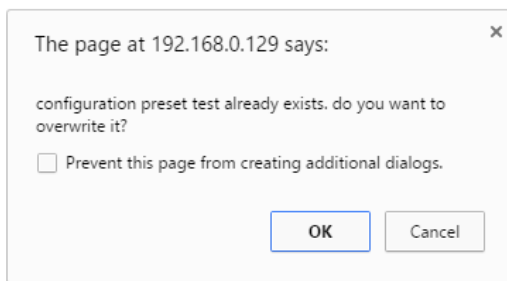 The page at 192.168.0.129 says:
configuration preset test already exists. do you want to
overwrite it?
Prevent this page from creating additional dialogs.
OK
Cancel